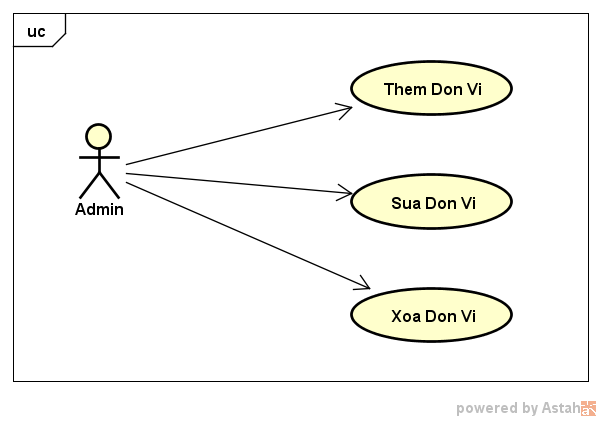 uc
Them Don Vi
Sua Don Vi
Admin
Xoa Don Vi
powered by Astah